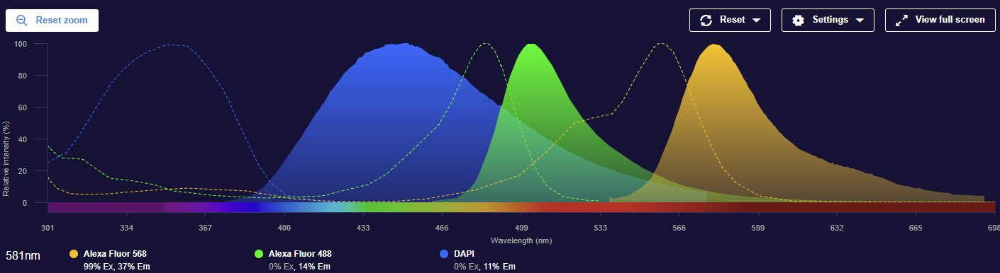 Reset zoom
Reset
Settings
View full screen
Relative intensity (%)
100
80
60
40
20
0
301 334 367 400 433 466 499 533 566 599 632 665 698
Wavelength (nm)
581nm
Alexa Fluor 568
99% Ex, 37% Em
Alexa Fluor 488
0% Ex, 14% Em
DAPI
0% Ex, 11% Em